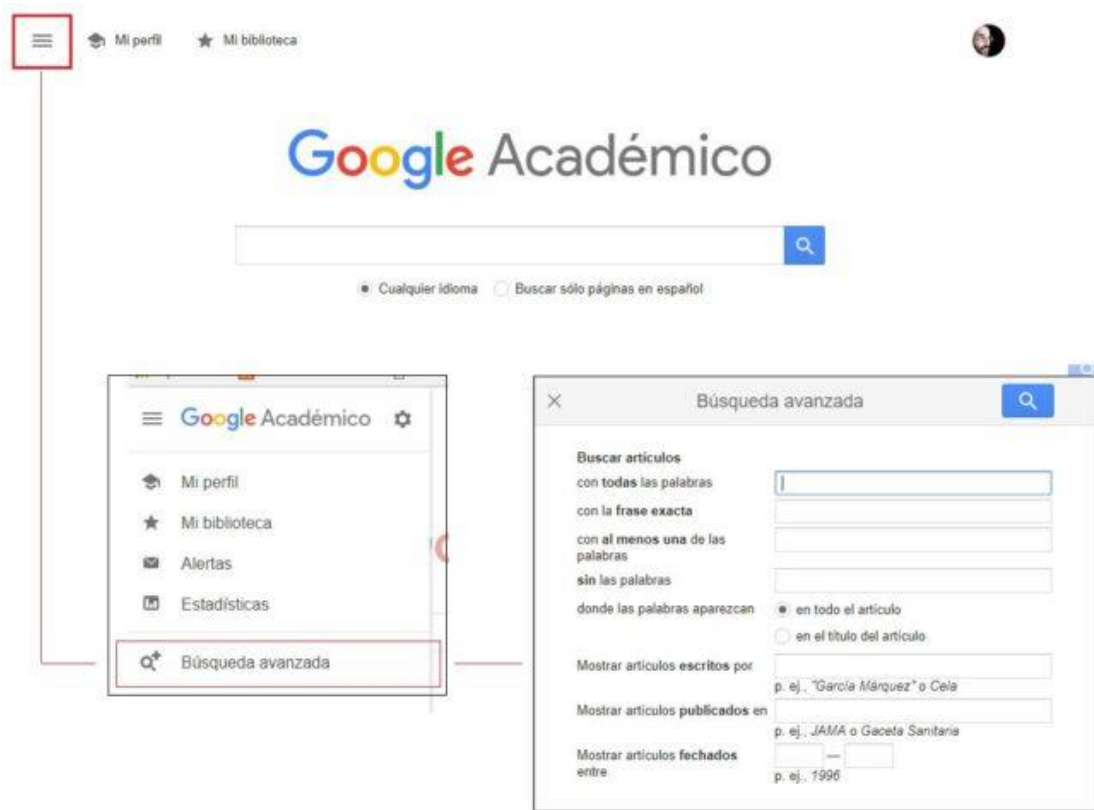 Mi perfil
Mi biblioteca
Google Académico
Cualquier idioma
Buscar sólo páginas en español
Google Académico
Mi perfil
Mi biblioteca
Alertas
Estadísticas
Búsqueda avanzada
Búsqueda avanzada
Buscar artículos
con todas las palabras
con la frase exacta
con al menos una de las
palabras
sin las palabras
donde las palabras aparezcan
en todo el artículo
en el título del artículo
Mostrar artículos escritos por
p. ej., "García Márquez" o Cela
Mostrar artículos publicados en
p. ej., JAMA o Gaceta Sanitaria
Mostrar artículos fechados
entre
—
p. ej., 1996